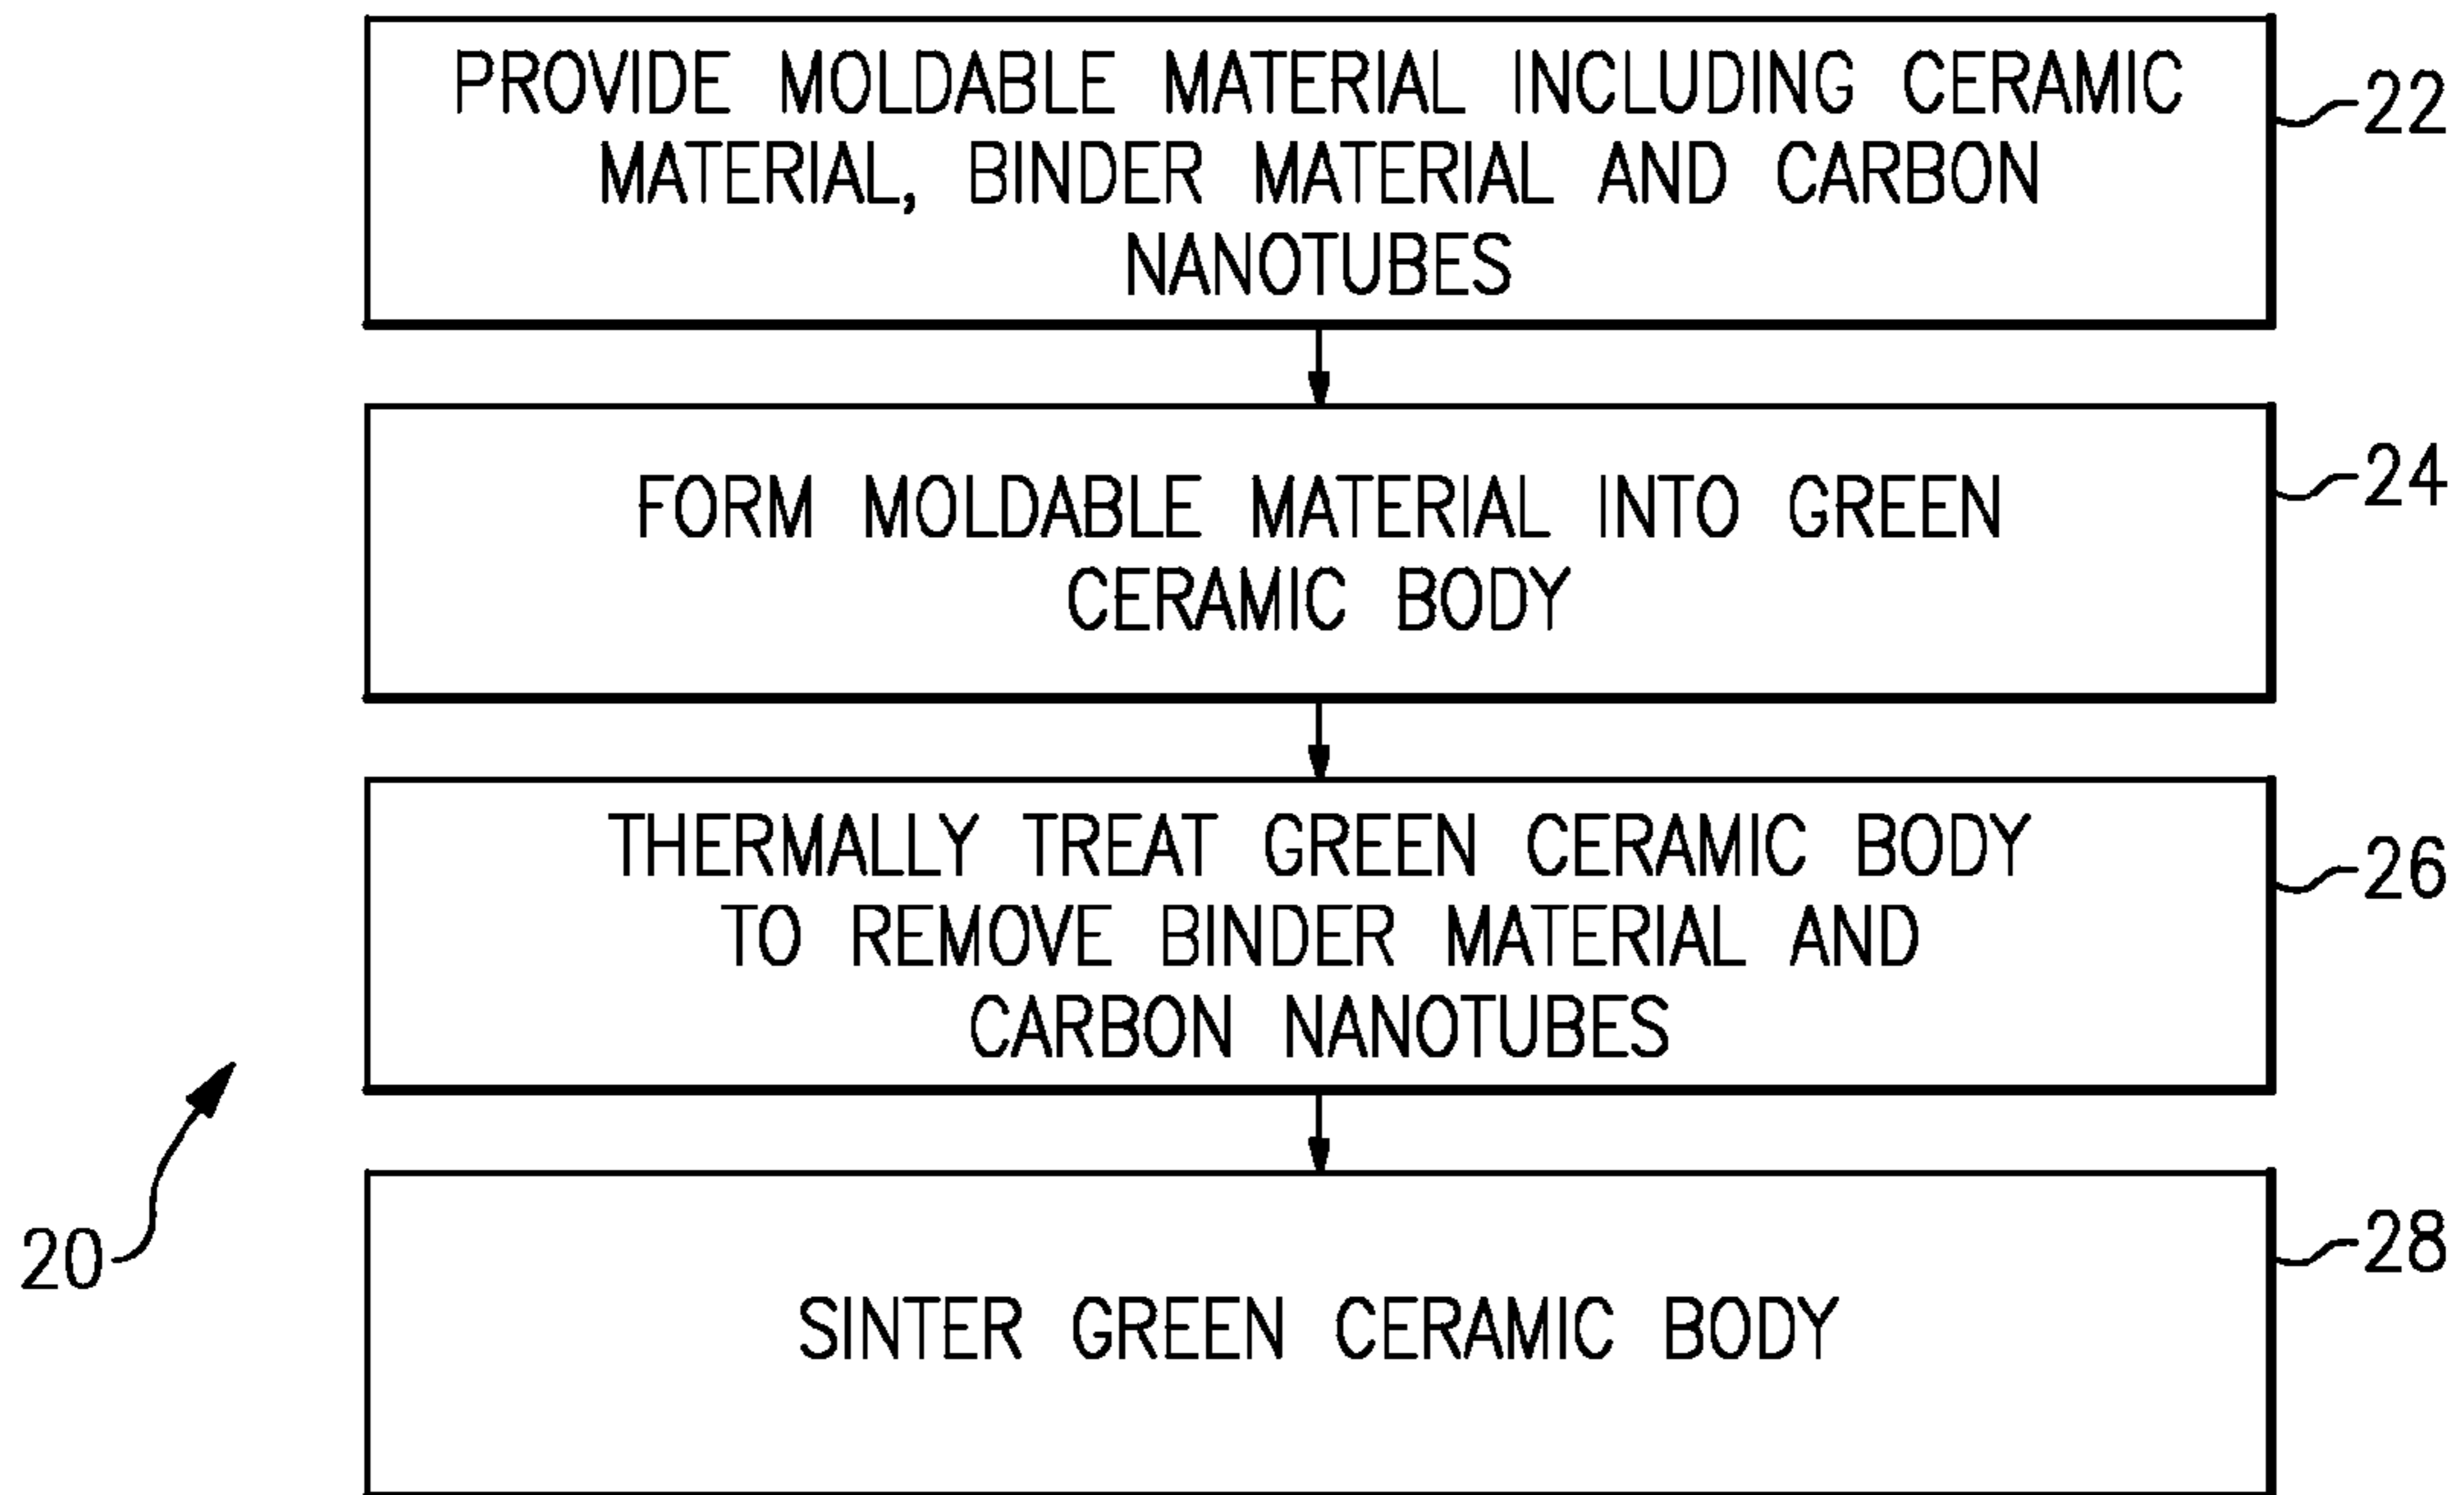 PROVIDE MOLDABLE MATERIAL INCLUDING CERAMIC
MATERIAL, BINDER MATERIAL AND CARBON
NANOTUBES
22
FORM MOLDABLE MATERIAL INTO GREEN
CERAMIC BODY
24
THERMALLY TREAT GREEN CERAMIC BODY
TO REMOVE BINDER MATERIAL AND
CARBON NANOTUBES
26
SINTER GREEN CERAMIC BODY
28
20